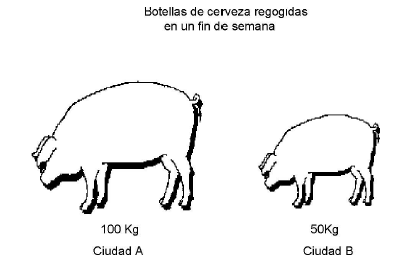 Botellas de cerveza regogidas
en un fin de semana
100 Kg
50Kg
Ciudad A
Ciudad B